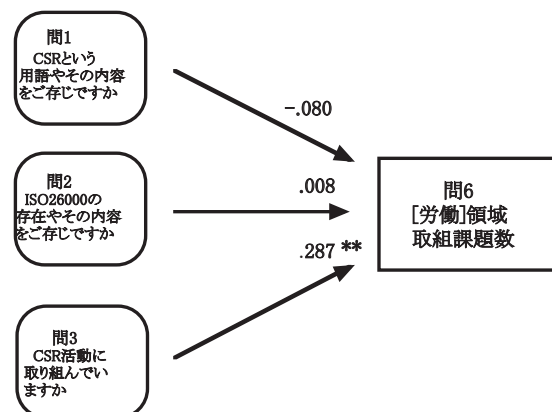 問1
CSRという
用語やその内容
をご存じですか
-.080
問2
ISO26000の
存在やその内容
をご存じですか
.008
問6
[労働]領域
取組課題数
.287 **
問3
CSR活動に
取り組んでい
ますか